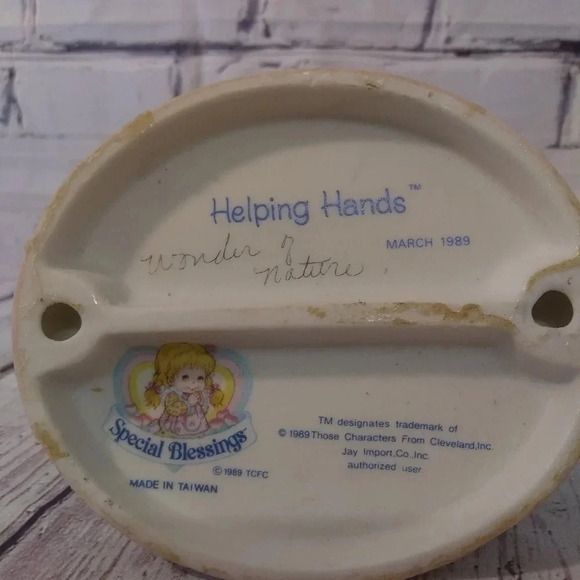 Helping Hands™
MARCH 1989
Wonder of
Nature
Special Blessings™
© 1989 TCFC
MADE IN TAIWAN
TM designates trademark of
© 1989 Those Characters From Cleveland, Inc.
Jay Import, Co., Inc.
authorized user